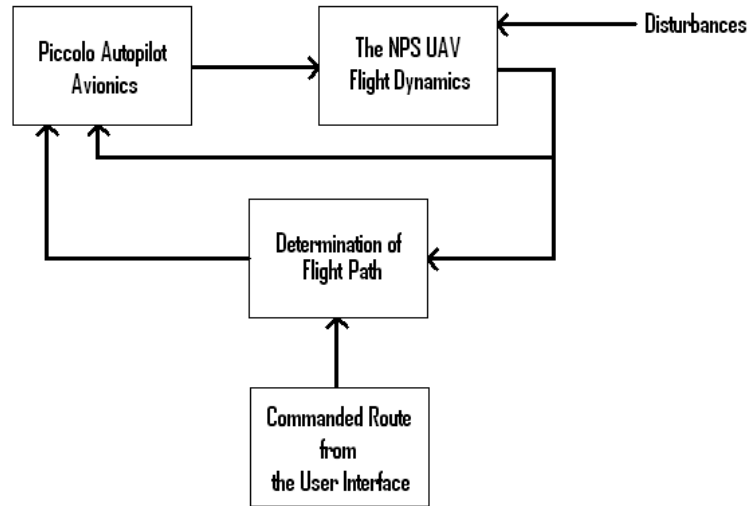 Piccolo Autopilot
Avionics
The NPS UAV
Flight Dynamics
Disturbances
Determination of
Flight Path
Commanded Route
from
the User Interface